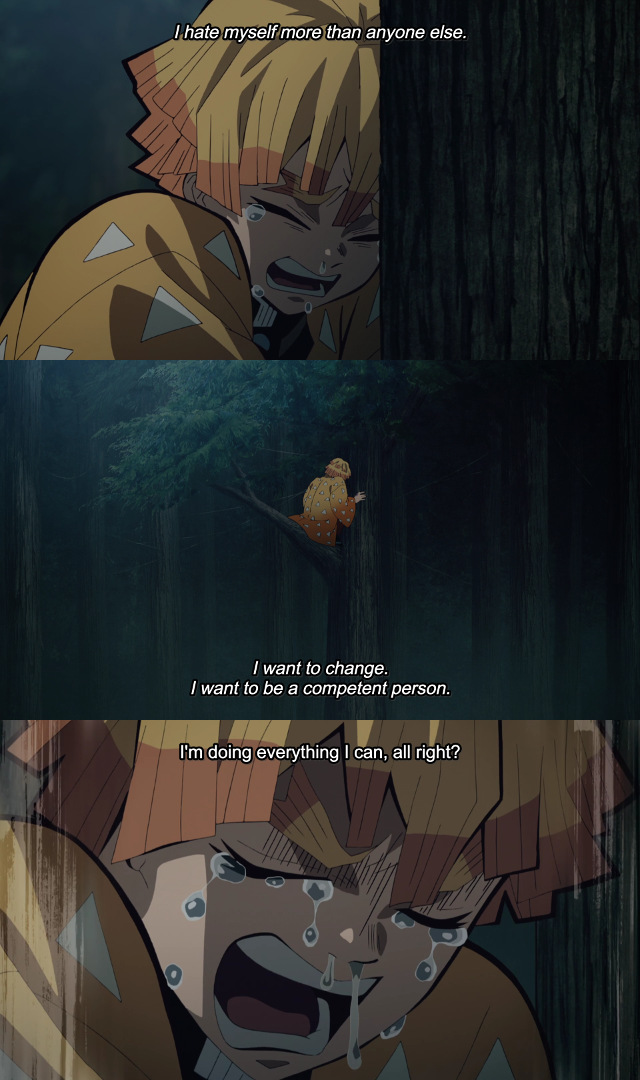 I hate myself more than anyone else.
I want to change.
I want to be a competent person.
I'm doing everything I can, all right?